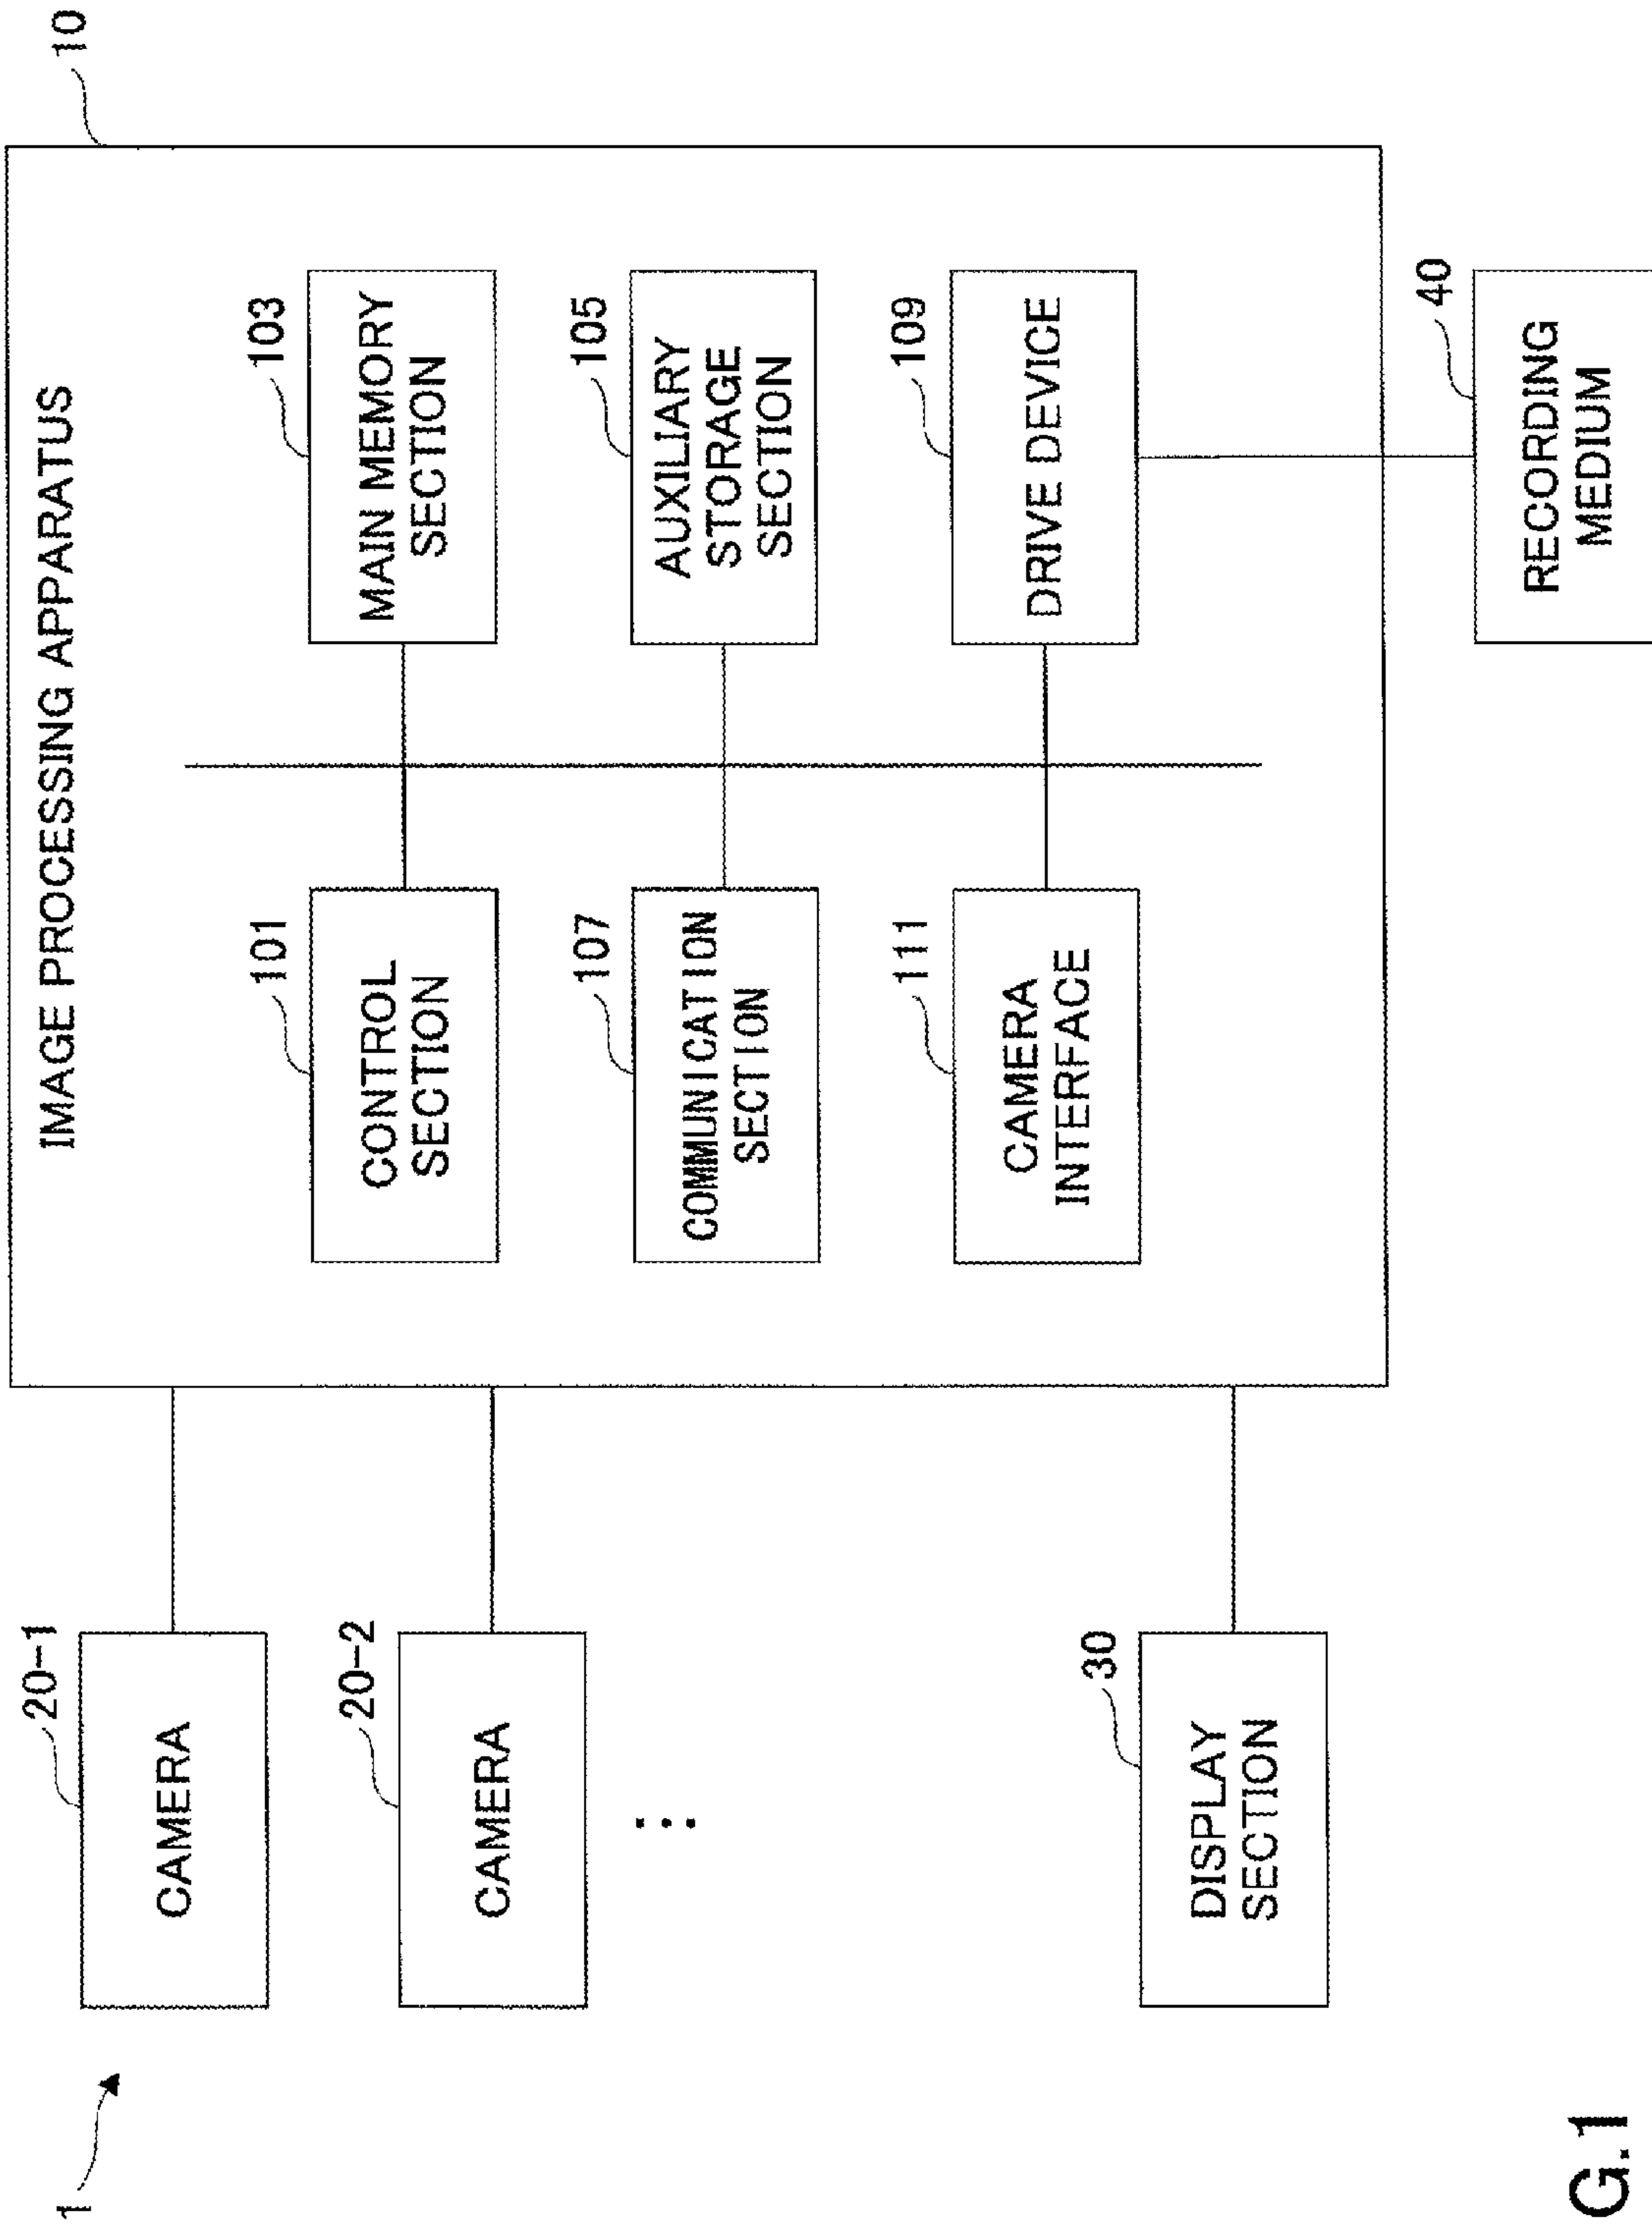 1
20-1
CAMERA
20-2
CAMERA
30
DISPLAY
SECTION
10
IMAGE PROCESSING APPARATUS
101
CONTROL
SECTION
103
MAIN MEMORY
SECTION
107
COMMUNICATION
SECTION
105
AUXILIARY
STORAGE
SECTION
111
CAMERA
INTERFACE
109
DRIVE DEVICE
40
RECORDING
MEDIUM
G.1